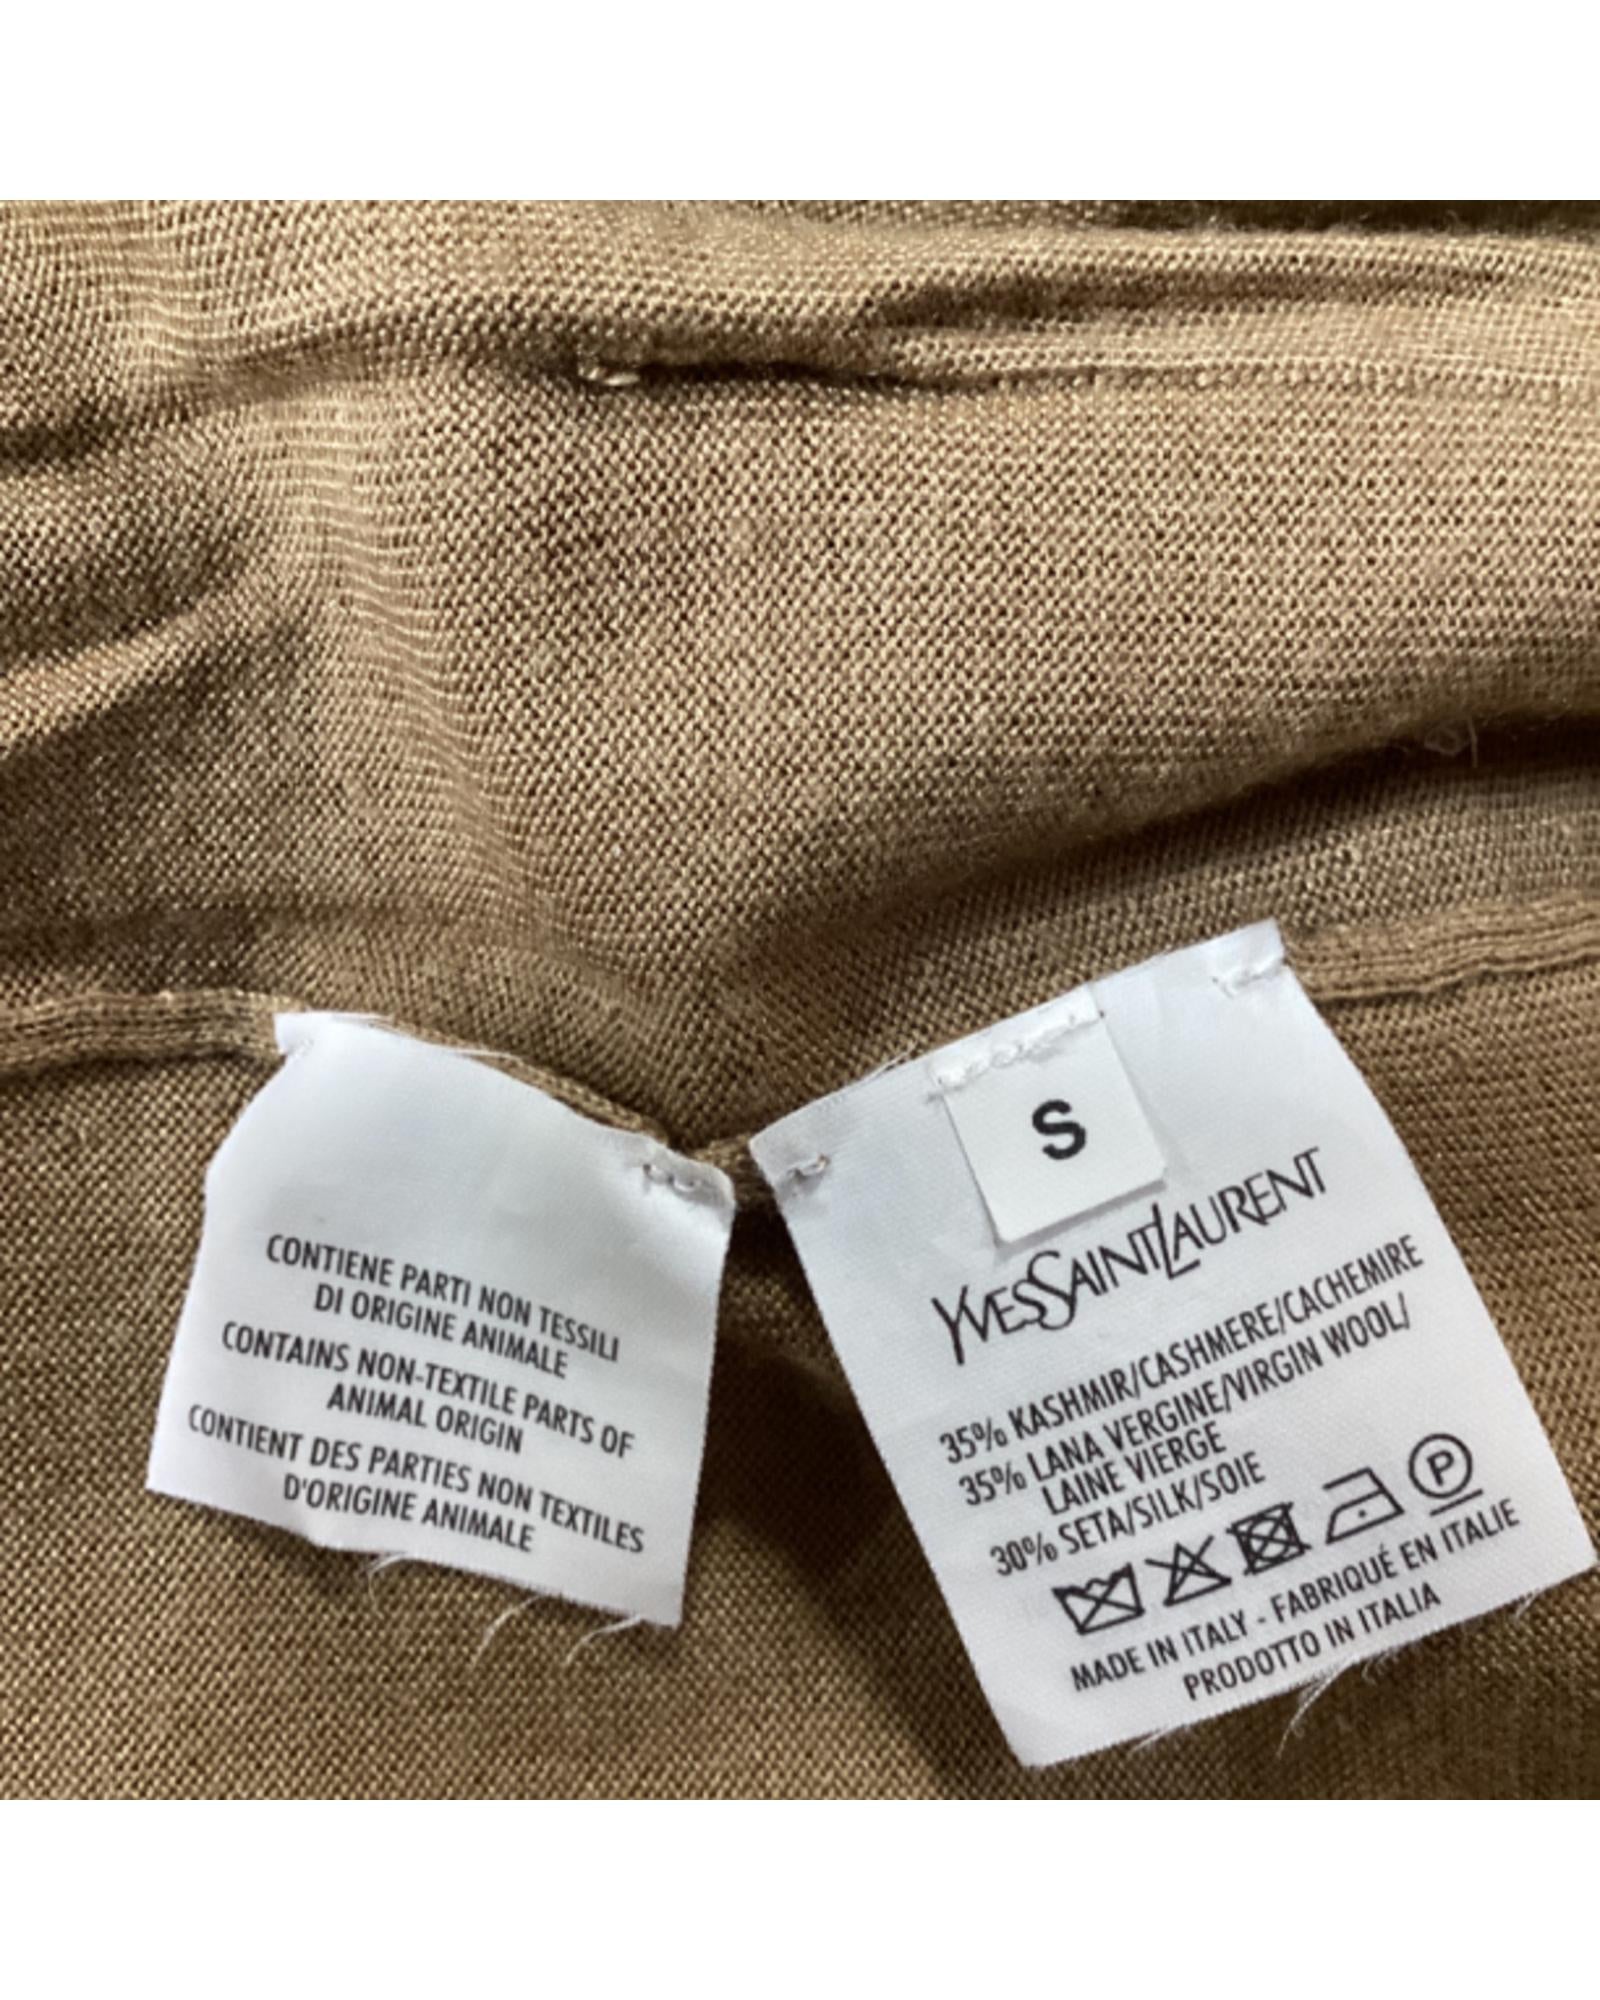 CONTIENE PARTI NON TESSILI
DI ORIGINE ANIMALE
CONTAINS NON-TEXTILE PARTS OF
ANIMAL ORIGIN
CONTIENT DES PARTIES NON TEXTILES
D'ORIGINE ANIMALE
S
YVESSAINTLAURENT
35% KASHMIR/CASHMERE/CACHEMIRE
35% LANA VERGINE/VIRGIN WOOL/
LAINE VIERGE
30% SETA/SILK/SOIE
P
MADE IN ITALY - FABRIQUÉ EN ITALIE
PRODOTTO IN ITALIA